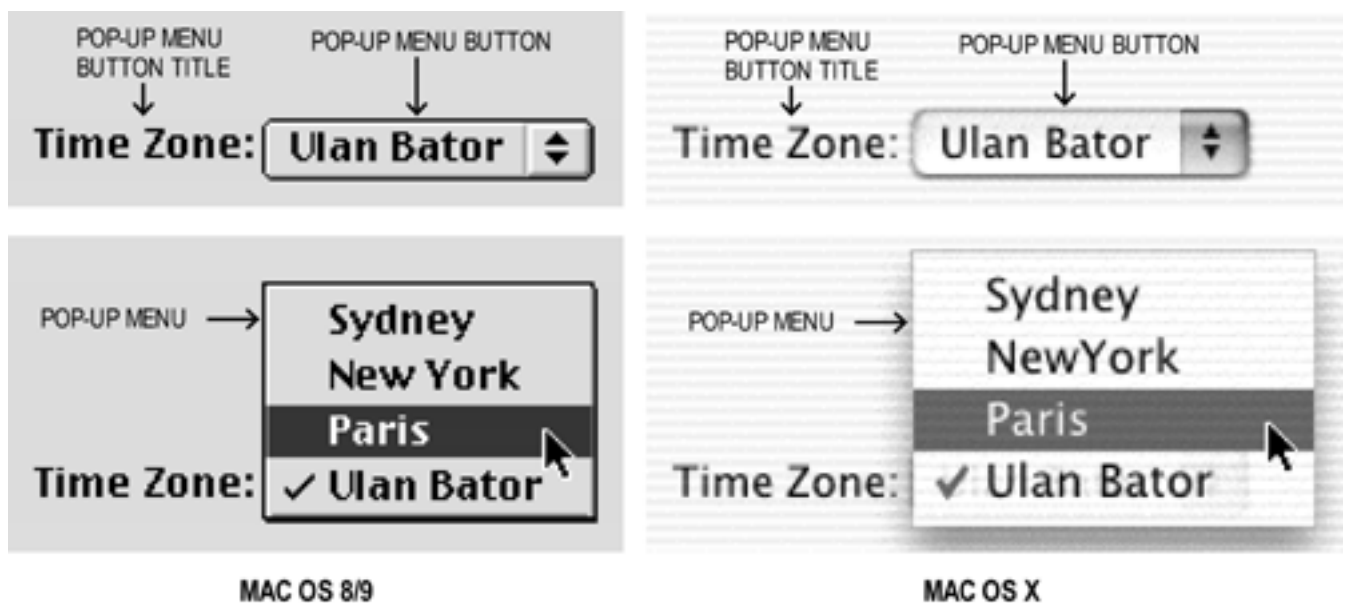 POP-UP MENU
BUTTON TITLE
POP-UP MENU BUTTON
Time Zone:
Ulan Bator
POP-UP MENU
BUTTON TITLE
POP-UP MENU BUTTON
Time Zone:
Ulan Bator
POP-UP MENU
Sydney
New York
Paris
Time Zone:
✓ Ulan Bator
POP-UP MENU
Sydney
NewYork
Paris
Time Zone:
✓ Ulan Bator
MAC OS 8/9
MAC OS X